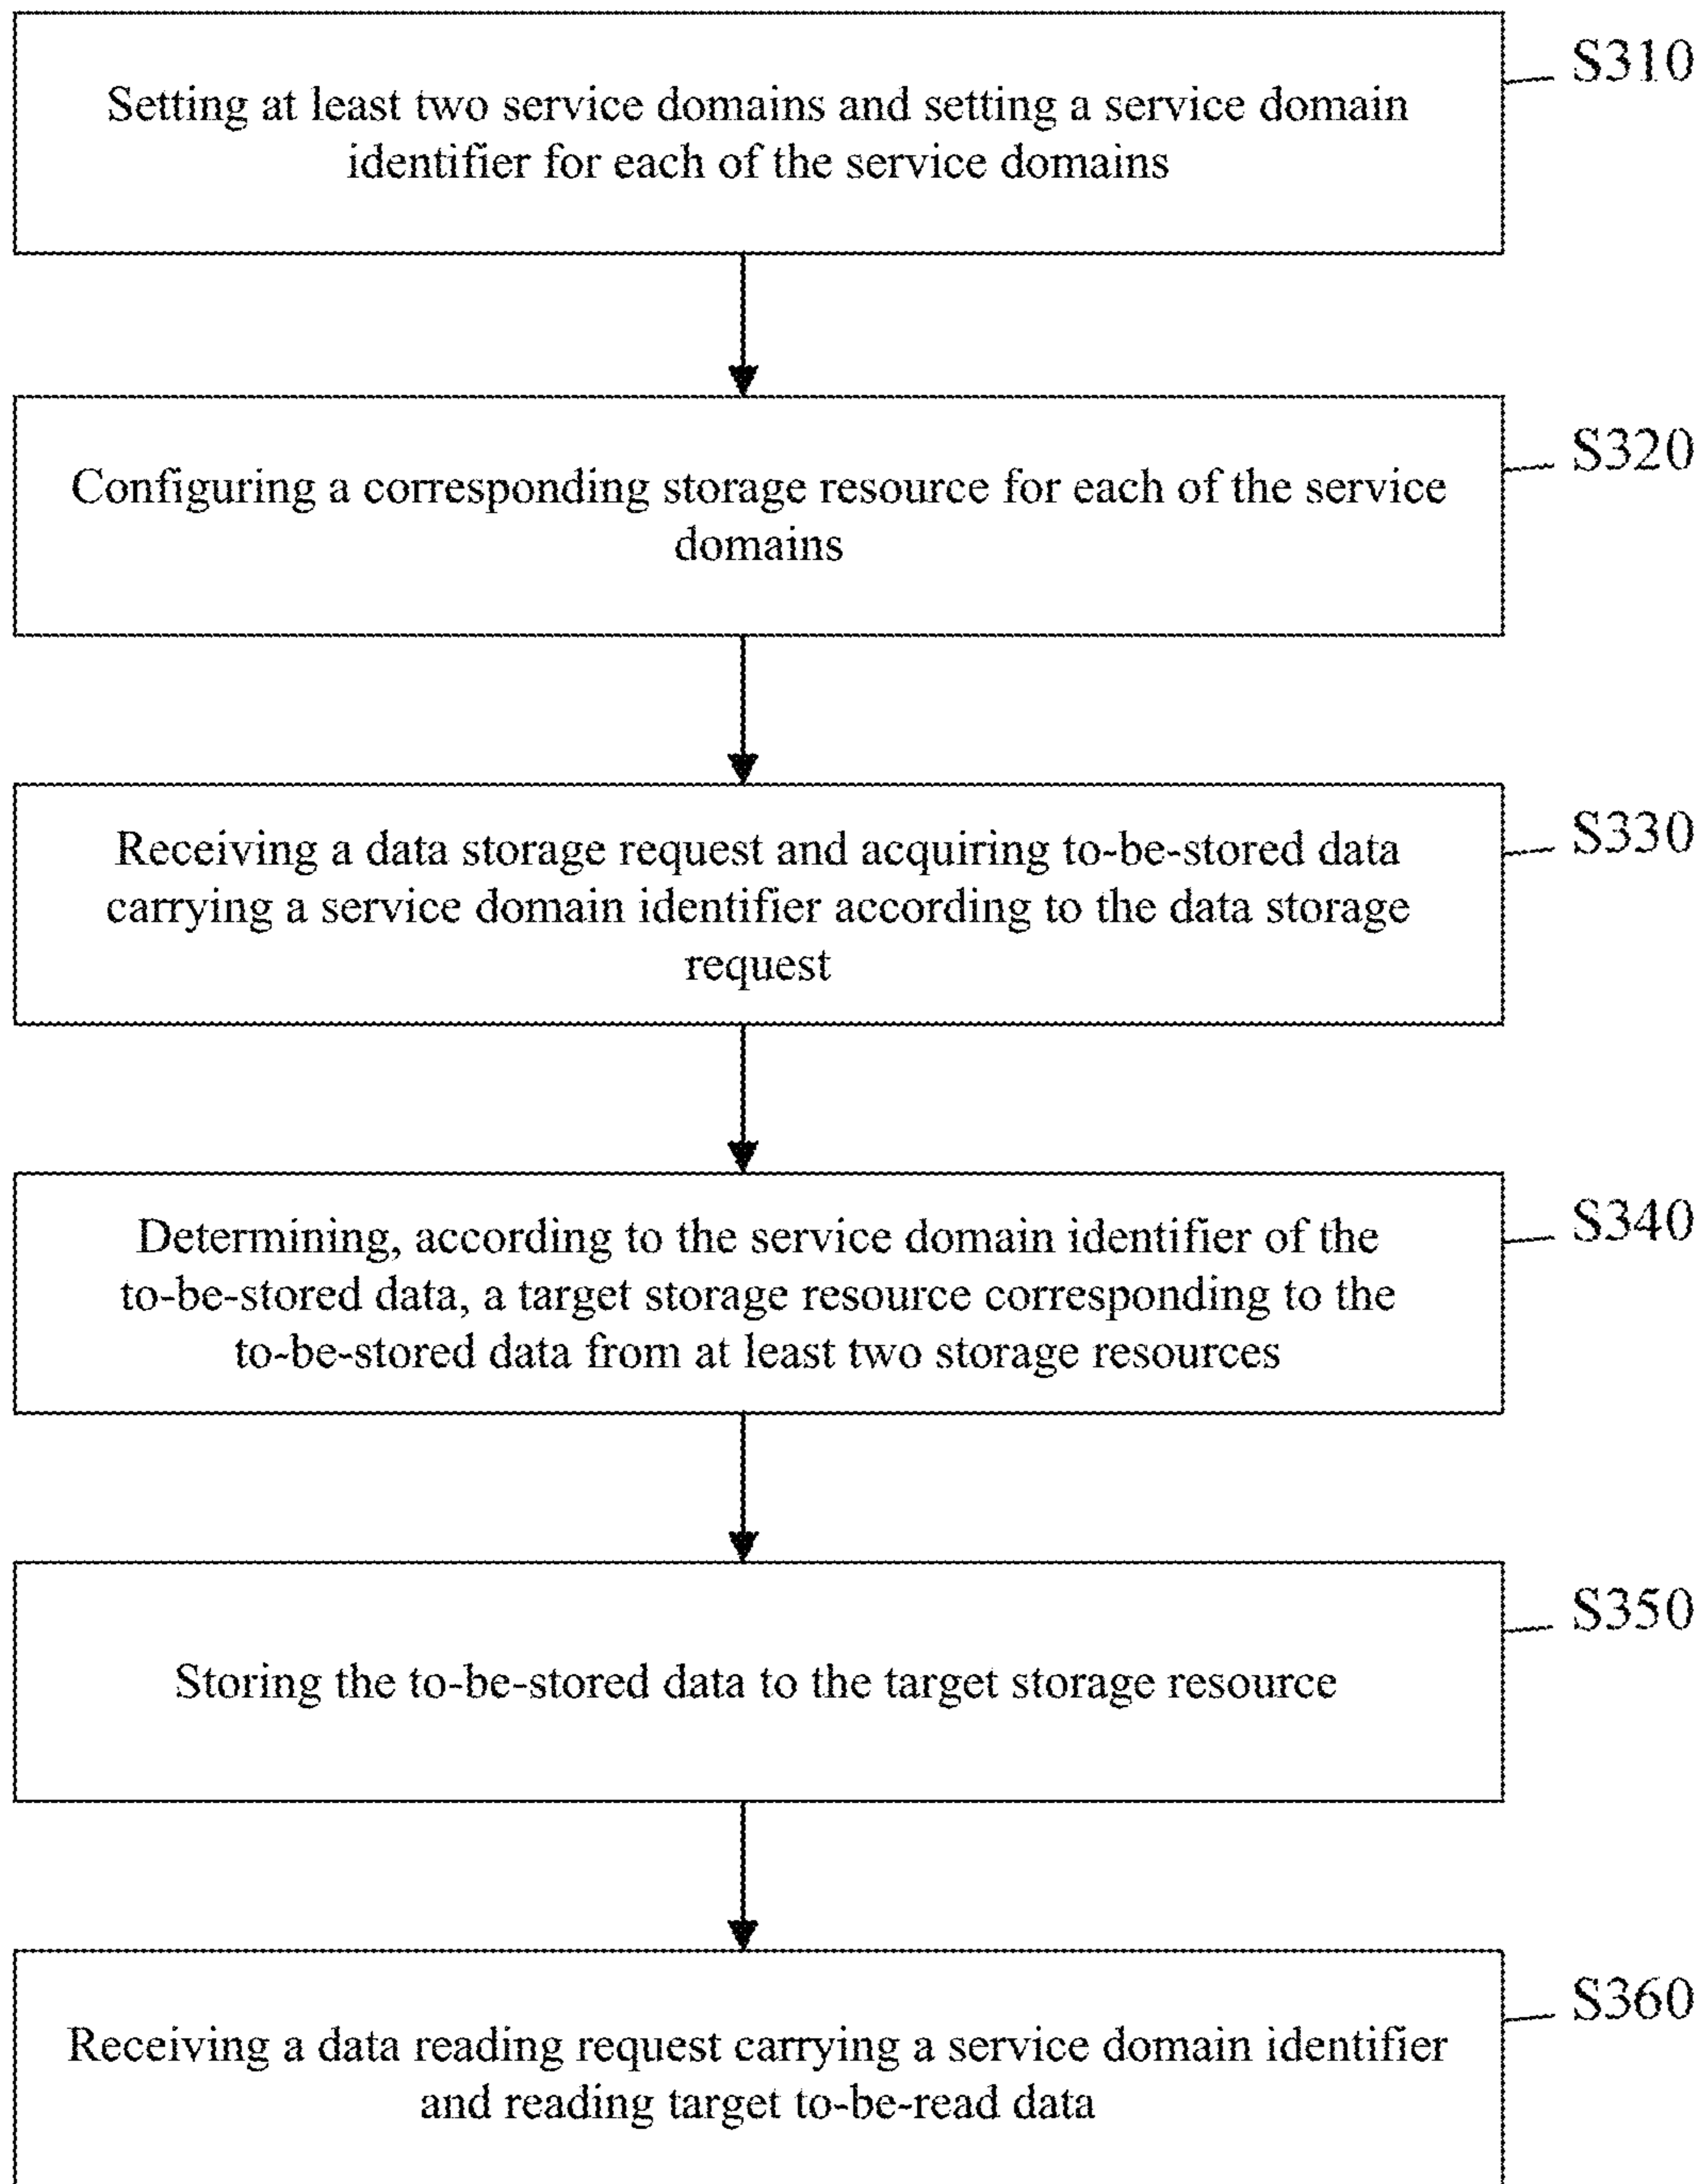 S310
Setting at least two service domains and setting a service domain
identifier for each of the service domains
S320
Configuring a corresponding storage resource for each of the service
domains
S330
Receiving a data storage request and acquiring to-be-stored data
carrying a service domain identifier according to the data storage
request
S340
Determining, according to the service domain identifier of the
to-be-stored data, a target storage resource corresponding to the
to-be-stored data from at least two storage resources
S350
Storing the to-be-stored data to the target storage resource
S360
Receiving a data reading request carrying a service domain identifier
and reading target to-be-read data